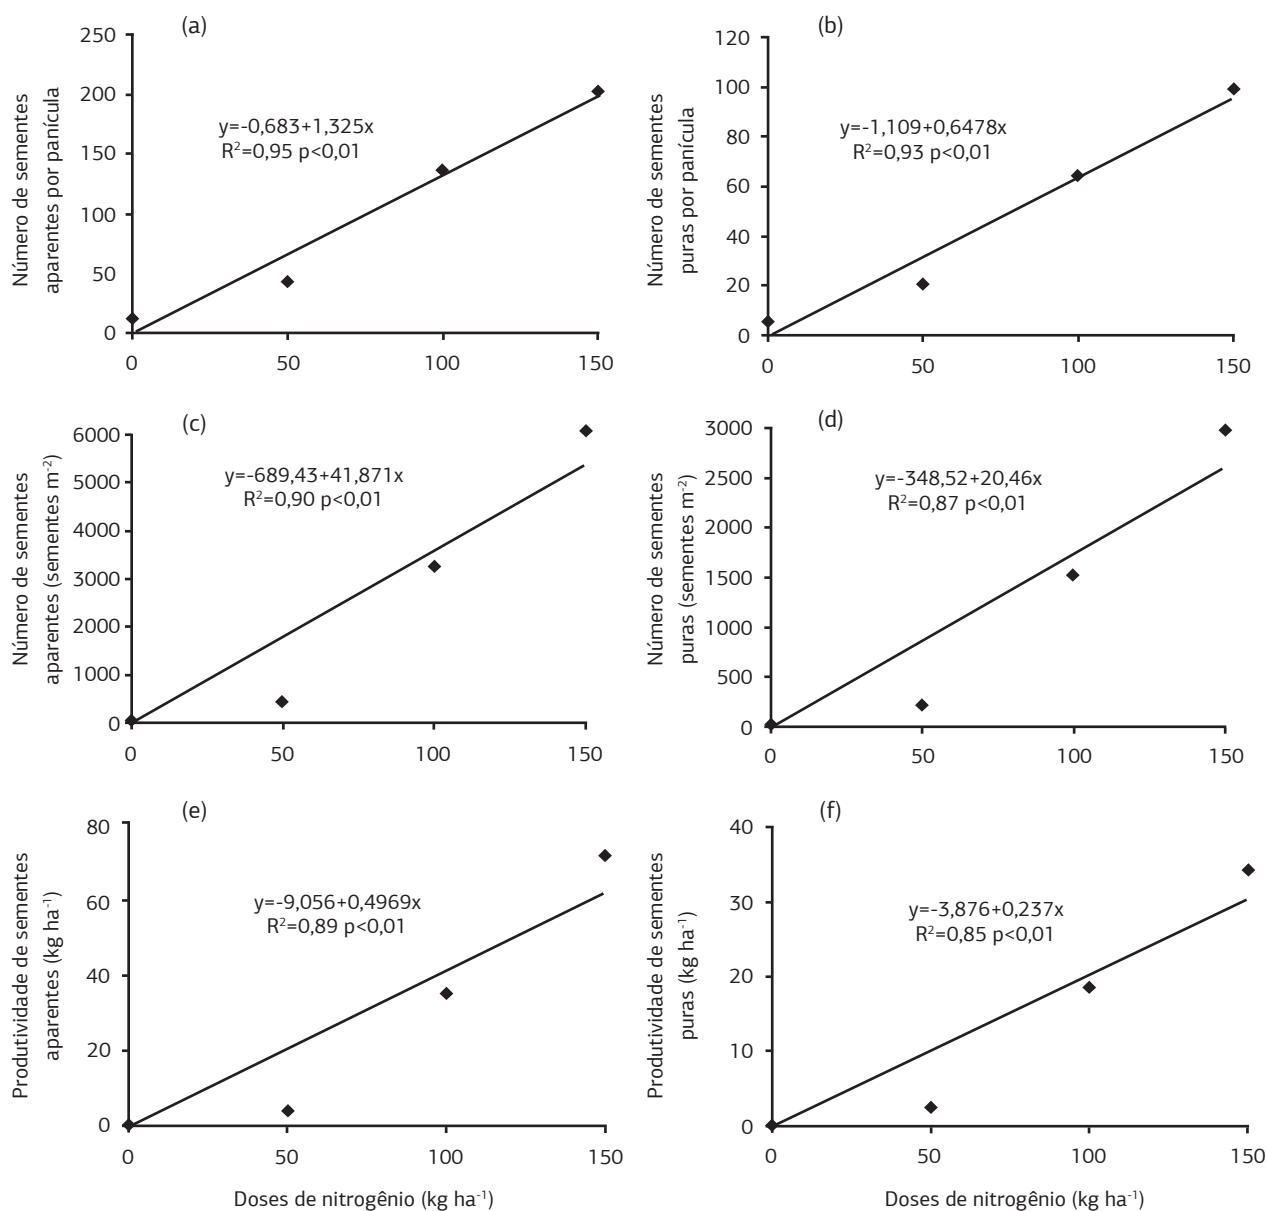 (a)
Número de sementes
aparentes por panícula
250
200
150
100
50
0
y=-0,683+1,325x
R²=0,95 p<0,01
0 50 100 150
(b)
Número de sementes
puras por panícula
120
100
80
60
40
20
0
y=-1,109+0,6478x
R²=0,93 p<0,01
0 50 100 150
(c)
Número de sementes
aparentes (sementes m⁻²)
6000
5000
4000
3000
2000
1000
0
y=-689,43+41,871x
R²=0,90 p<0,01
0 50 100 150
(d)
Número de sementes
puras (sementes m⁻²)
3000
2500
2000
1500
1000
500
0
y=-348,52+20,46x
R²=0,87 p<0,01
0 50 100 150
(e)
Produtividade de sementes
aparentes (kg ha⁻¹)
80
60
40
20
0
y=-9,056+0,4969x
R²=0,89 p<0,01
0 50 100 150
Doses de nitrogênio (kg ha⁻¹)
(f)
Produtividade de sementes
puras (kg ha⁻¹)
40
30
20
10
0
y=-3,876+0,237x
R²=0,85 p<0,01
0 50 100 150
Doses de nitrogênio (kg ha⁻¹)